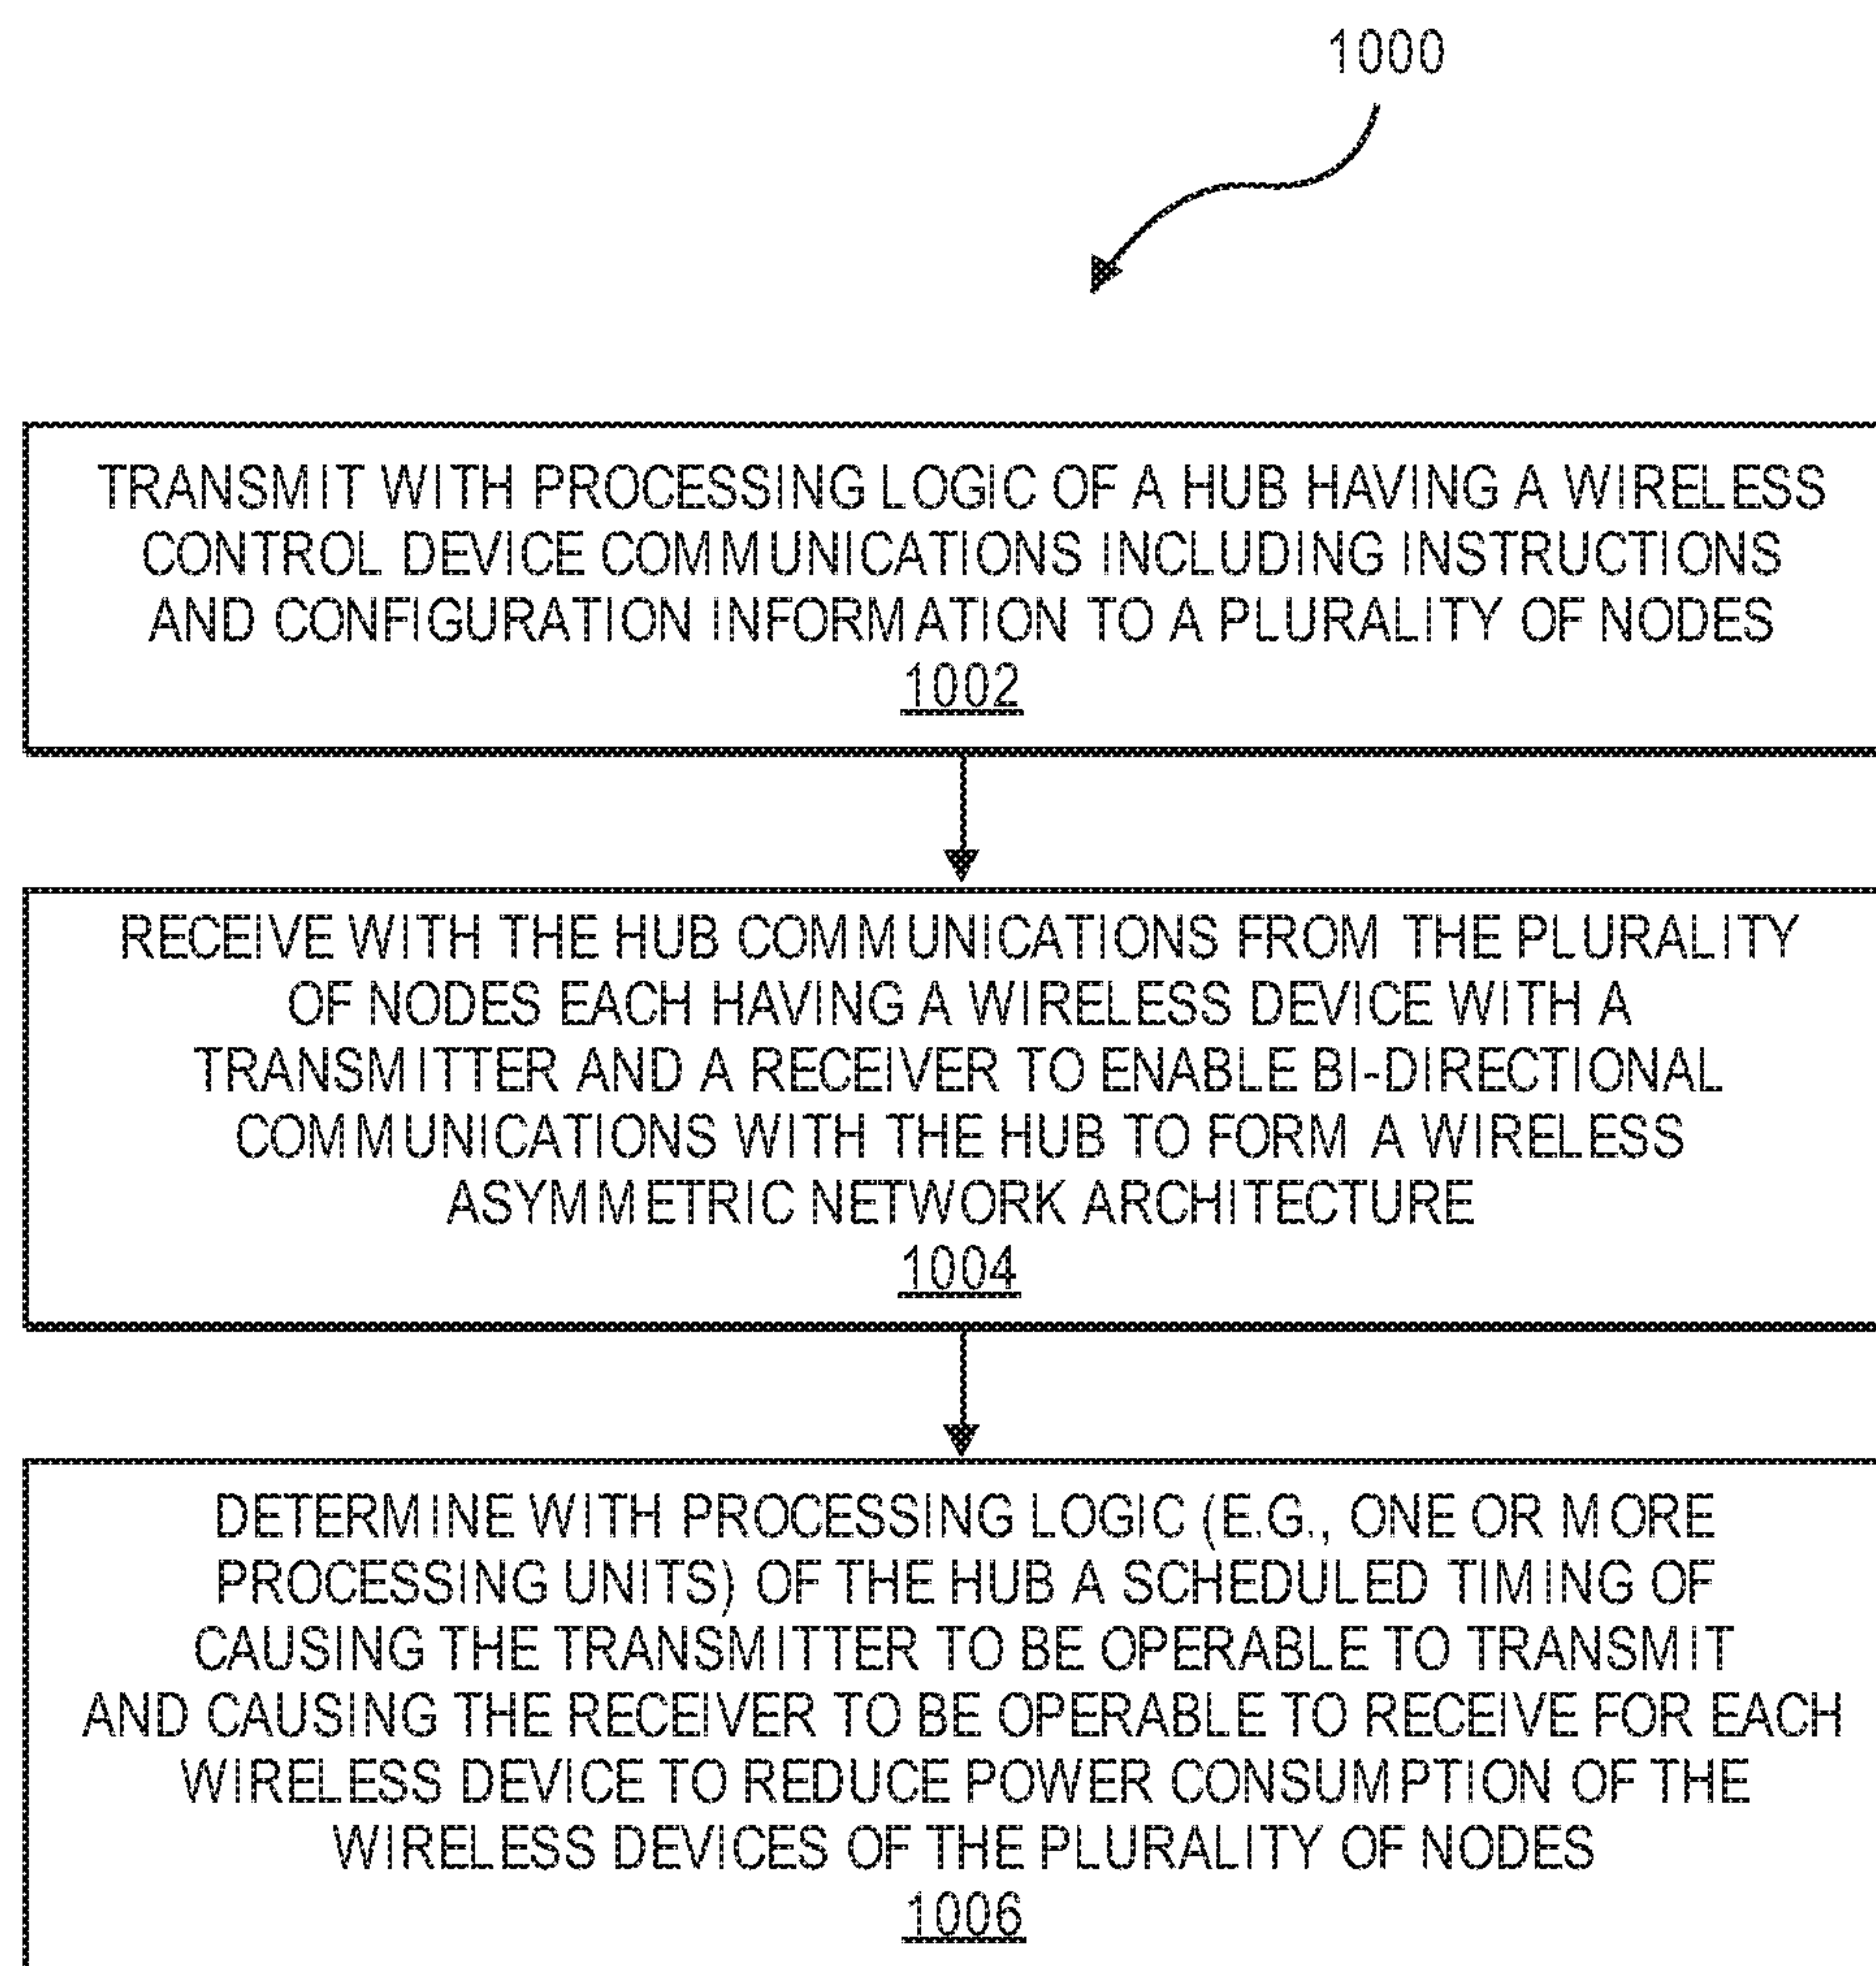 1000
TRANSMIT WITH PROCESSING LOGIC OF A HUB HAVING A WIRELESS
CONTROL DEVICE COMMUNICATIONS INCLUDING INSTRUCTIONS
AND CONFIGURATION INFORMATION TO A PLURALITY OF NODES
1002
RECEIVE WITH THE HUB COMMUNICATIONS FROM THE PLURALITY
OF NODES EACH HAVING A WIRELESS DEVICE WITH A
TRANSMITTER AND A RECEIVER TO ENABLE BI-DIRECTIONAL
COMMUNICATIONS WITH THE HUB TO FORM A WIRELESS
ASYMMETRIC NETWORK ARCHITECTURE
1004
DETERMINE WITH PROCESSING LOGIC (E.G., ONE OR MORE
PROCESSING UNITS) OF THE HUB A SCHEDULED TIMING OF
CAUSING THE TRANSMITTER TO BE OPERABLE TO TRANSMIT
AND CAUSING THE RECEIVER TO BE OPERABLE TO RECEIVE FOR EACH
WIRELESS DEVICE TO REDUCE POWER CONSUMPTION OF THE
WIRELESS DEVICES OF THE PLURALITY OF NODES
1006